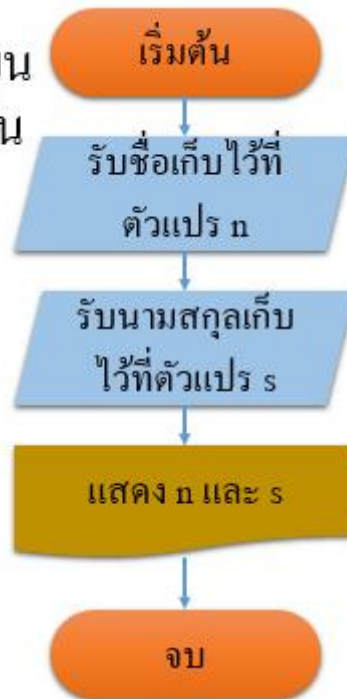 เริ่มต้น
รับชื่อเก็บไว้ที่
ตัวแปร n
รับนามสกุลเก็บ
ไว้ที่ตัวแปร s
แสดง n และ s
จบ